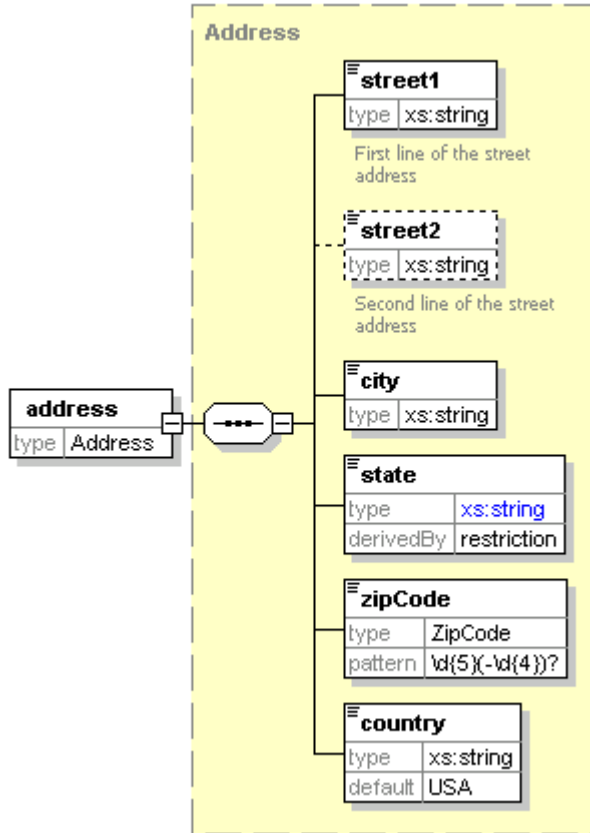 Address
street1
type xs:string
First line of the street
address
street2
type xs:string
Second line of the street
address
city
type xs:string
address
type Address
state
type xs:string
derivedBy restriction
zipCode
type ZipCode
pattern \d{5}(-\d{4})?
country
type xs:string
default USA